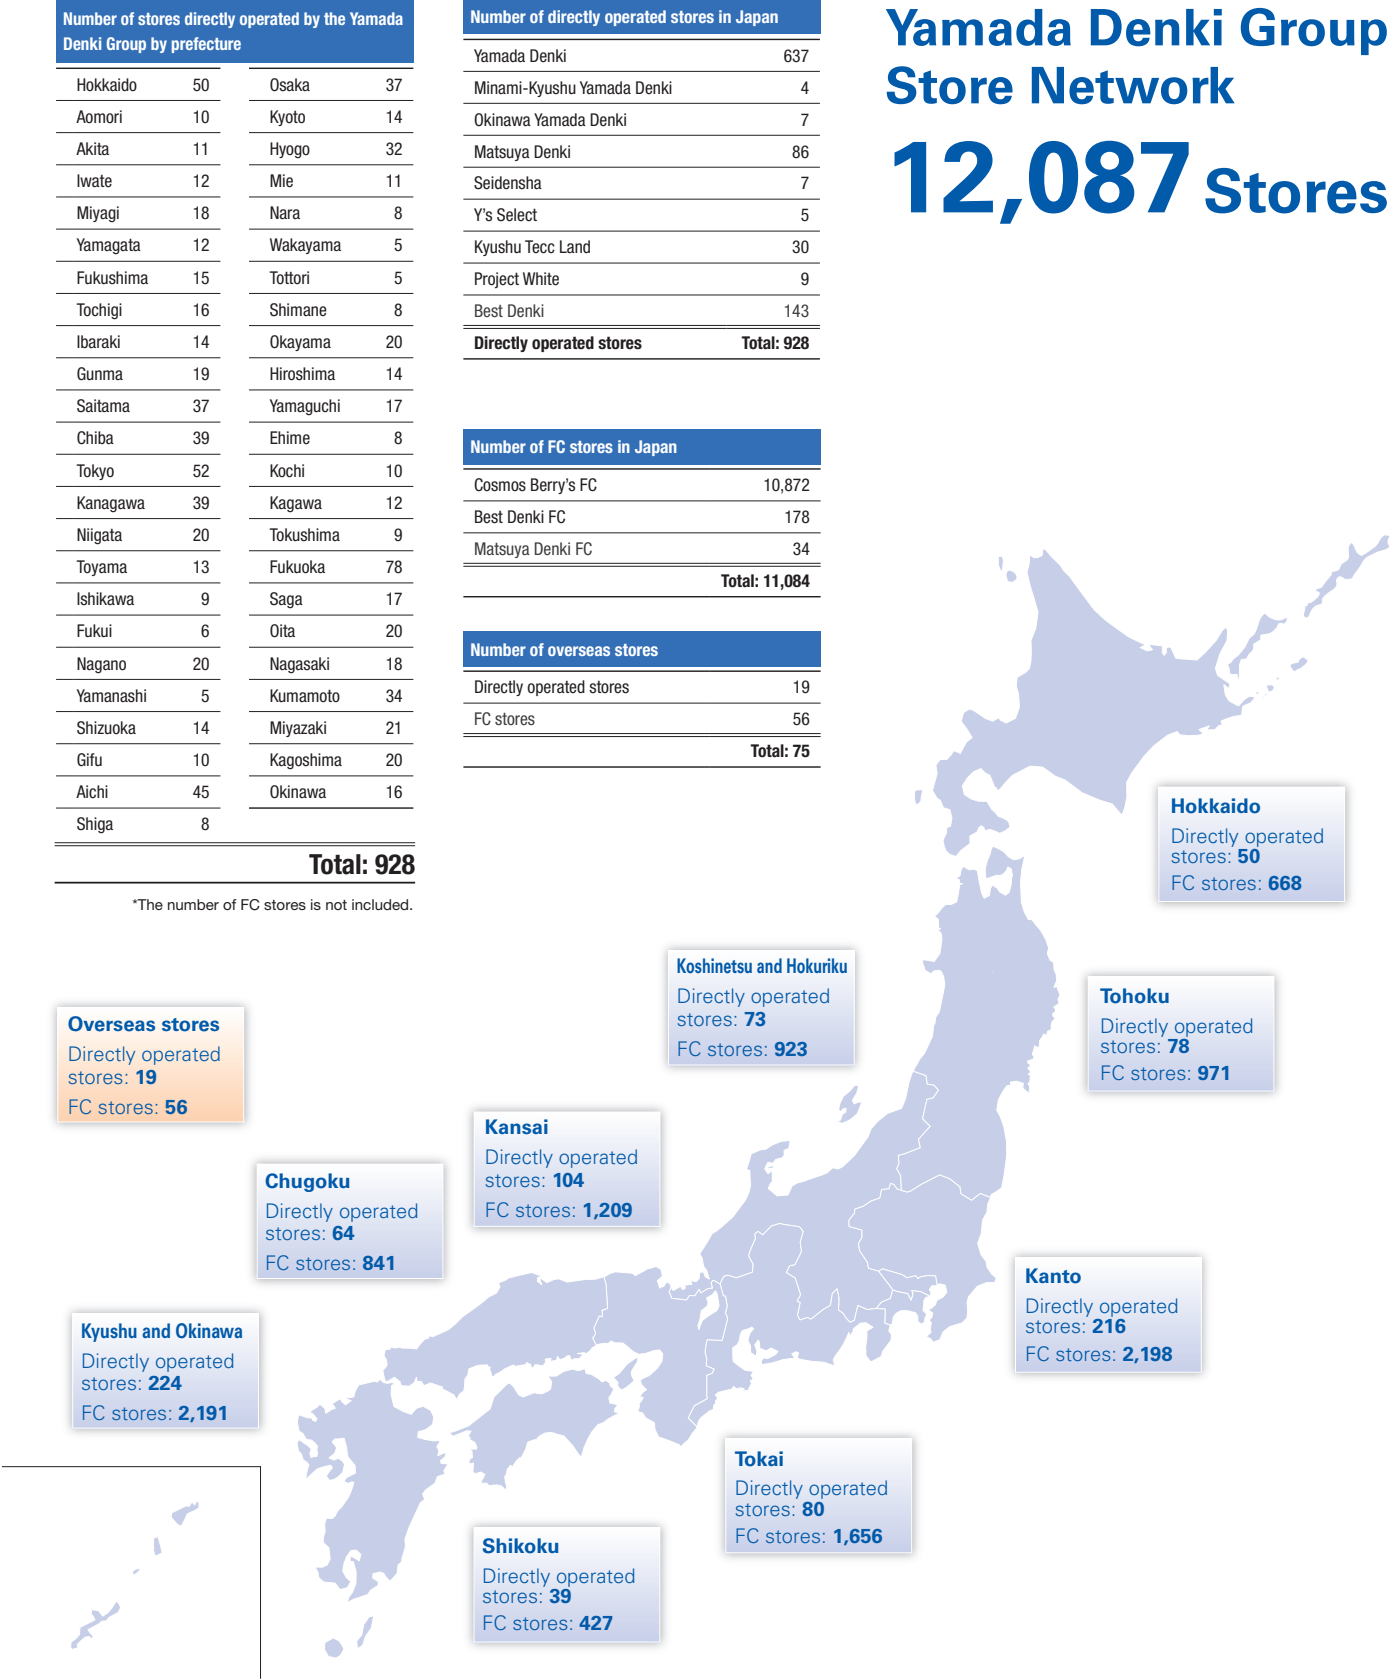 Number of stores directly operated by the Yamada
Denki Group by prefecture
Hokkaido 50
Aomori 10
Akita 11
Iwate 12
Miyagi 18
Yamagata 12
Fukushima 15
Tochigi 16
Ibaraki 14
Gunma 19
Saitama 37
Chiba 39
Tokyo 52
Kanagawa 39
Niigata 20
Toyama 13
Ishikawa 9
Fukui 6
Nagano 20
Yamanashi 5
Shizuoka 14
Gifu 10
Aichi 45
Shiga 8
Osaka 37
Kyoto 14
Hyogo 32
Mie 11
Nara 8
Wakayama 5
Tottori 5
Shimane 8
Okayama 20
Hiroshima 14
Yamaguchi 17
Ehime 8
Kochi 10
Kagawa 12
Tokushima 9
Fukuoka 78
Saga 17
Oita 20
Nagasaki 18
Kumamoto 34
Miyazaki 21
Kagoshima 20
Okinawa 16
Total: 928
*The number of FC stores is not included.
Number of directly operated stores in Japan
Yamada Denki 637
Minami-Kyushu Yamada Denki 4
Okinawa Yamada Denki 7
Matsuya Denki 86
Seidensha 7
Y's Select 5
Kyushu Tecc Land 30
Project White 9
Best Denki 143
Directly operated stores Total: 928
Number of FC stores in Japan
Cosmos Berry's FC 10,872
Best Denki FC 178
Matsuya Denki FC 34
Total: 11,084
Number of overseas stores
Directly operated stores 19
FC stores 56
Total: 75
Yamada Denki Group
Store Network
12,087 Stores
Hokkaido
Directly operated
stores: 50
FC stores: 668
Koshinetsu and Hokuriku
Directly operated
stores: 73
FC stores: 923
Tohoku
Directly operated
stores: 78
FC stores: 971
Overseas stores
Directly operated
stores: 19
FC stores: 56
Kansai
Directly operated
stores: 104
FC stores: 1,209
Chugoku
Directly operated
stores: 64
FC stores: 841
Kanto
Directly operated
stores: 216
FC stores: 2,198
Kyushu and Okinawa
Directly operated
stores: 224
FC stores: 2,191
Tokai
Directly operated
stores: 80
FC stores: 1,656
Shikoku
Directly operated
stores: 39
FC stores: 427